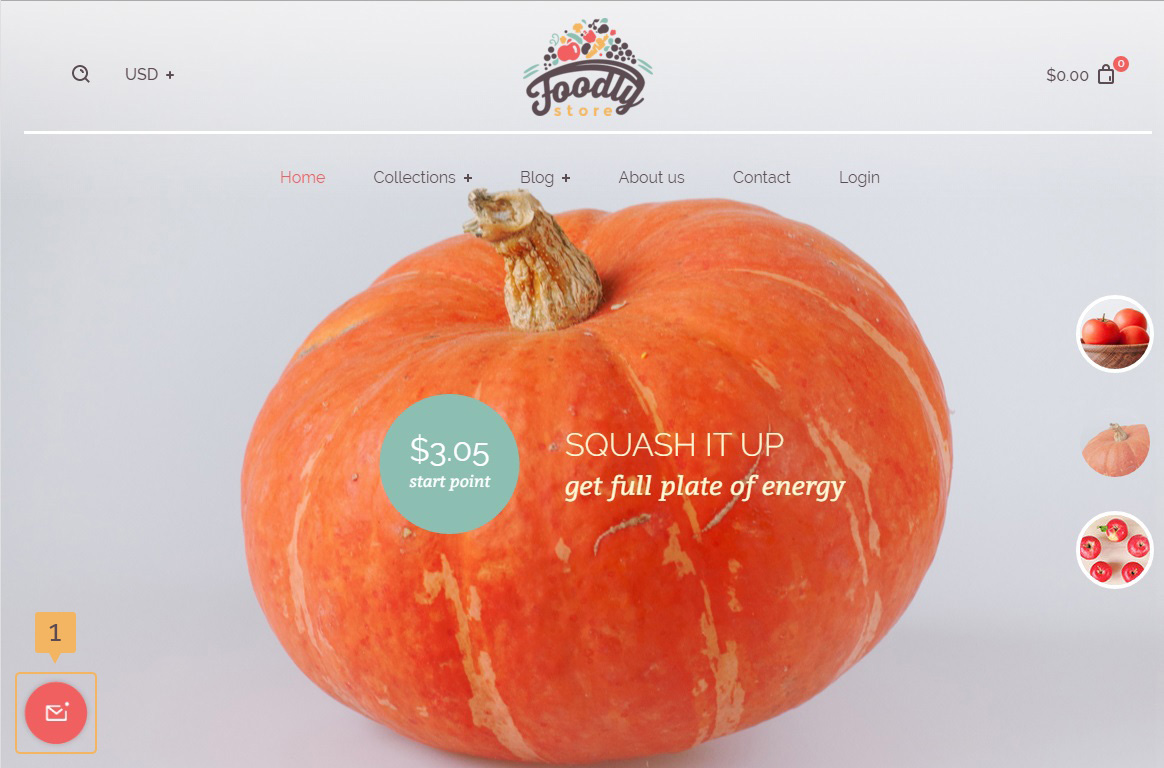 USD +
Foodly
store
$0.00
0
Home
Collections +
Blog +
About us
Contact
Login
$3.05
start point
SQUASH IT UP
get full plate of energy
1